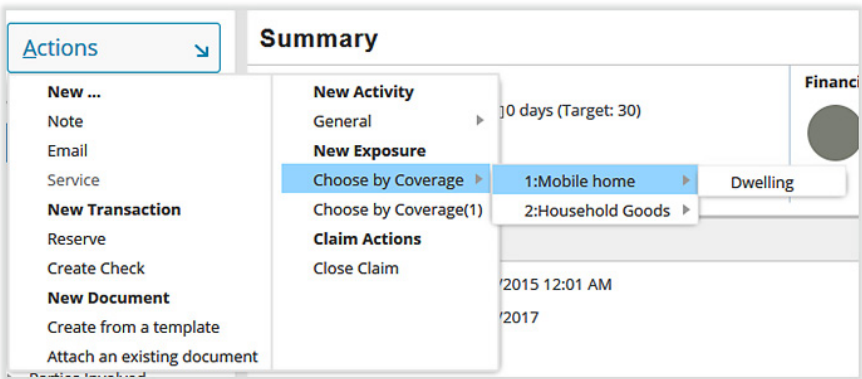 Actions
Summary
New ...
Note
Email
Service
New Transaction
Reserve
Create Check
New Document
Create from a template
Attach an existing document
New Activity
General
New Exposure
Choose by Coverage
Choose by Coverage(1)
Claim Actions
Close Claim
1:Mobile home
2:Household Goods
Dwelling
0 days (Target: 30)
Financi
/2015 12:01 AM
/2017